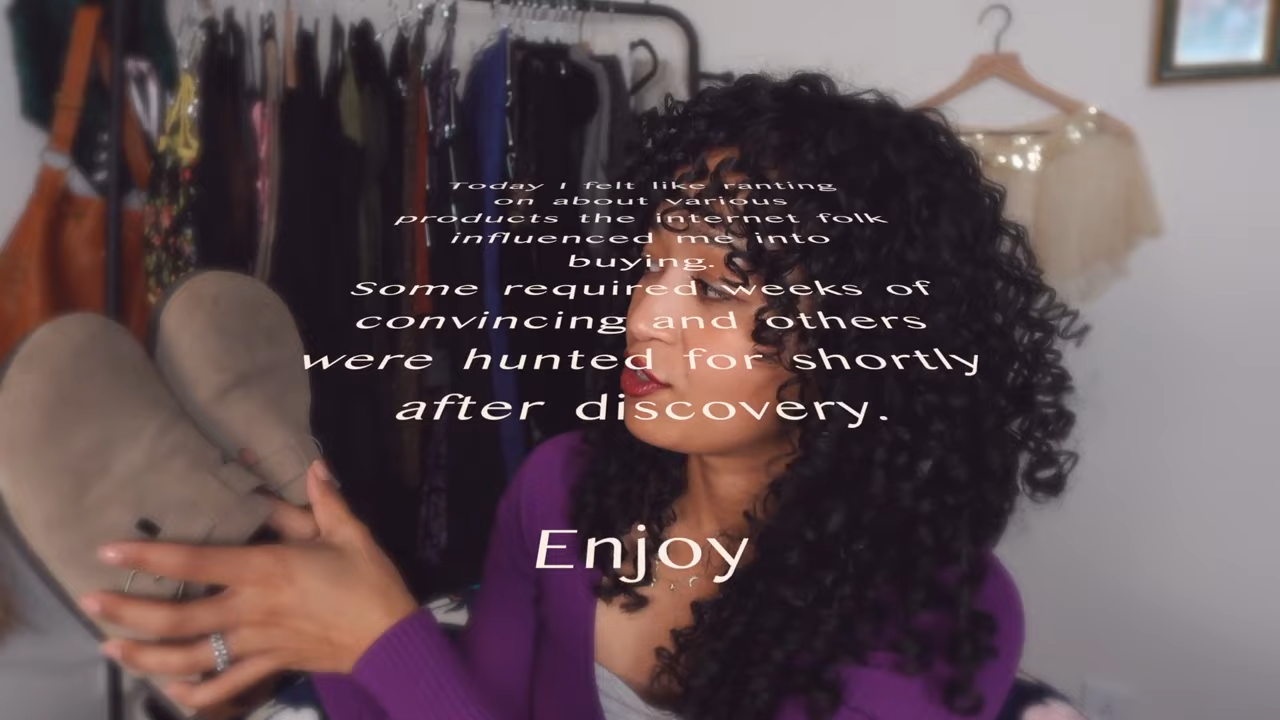 Today I felt like ranting
on about various
products the internet folk
influenced me into
buying.
Some required weeks of
convincing and others
were hunted for shortly
after discovery.
Enjoy